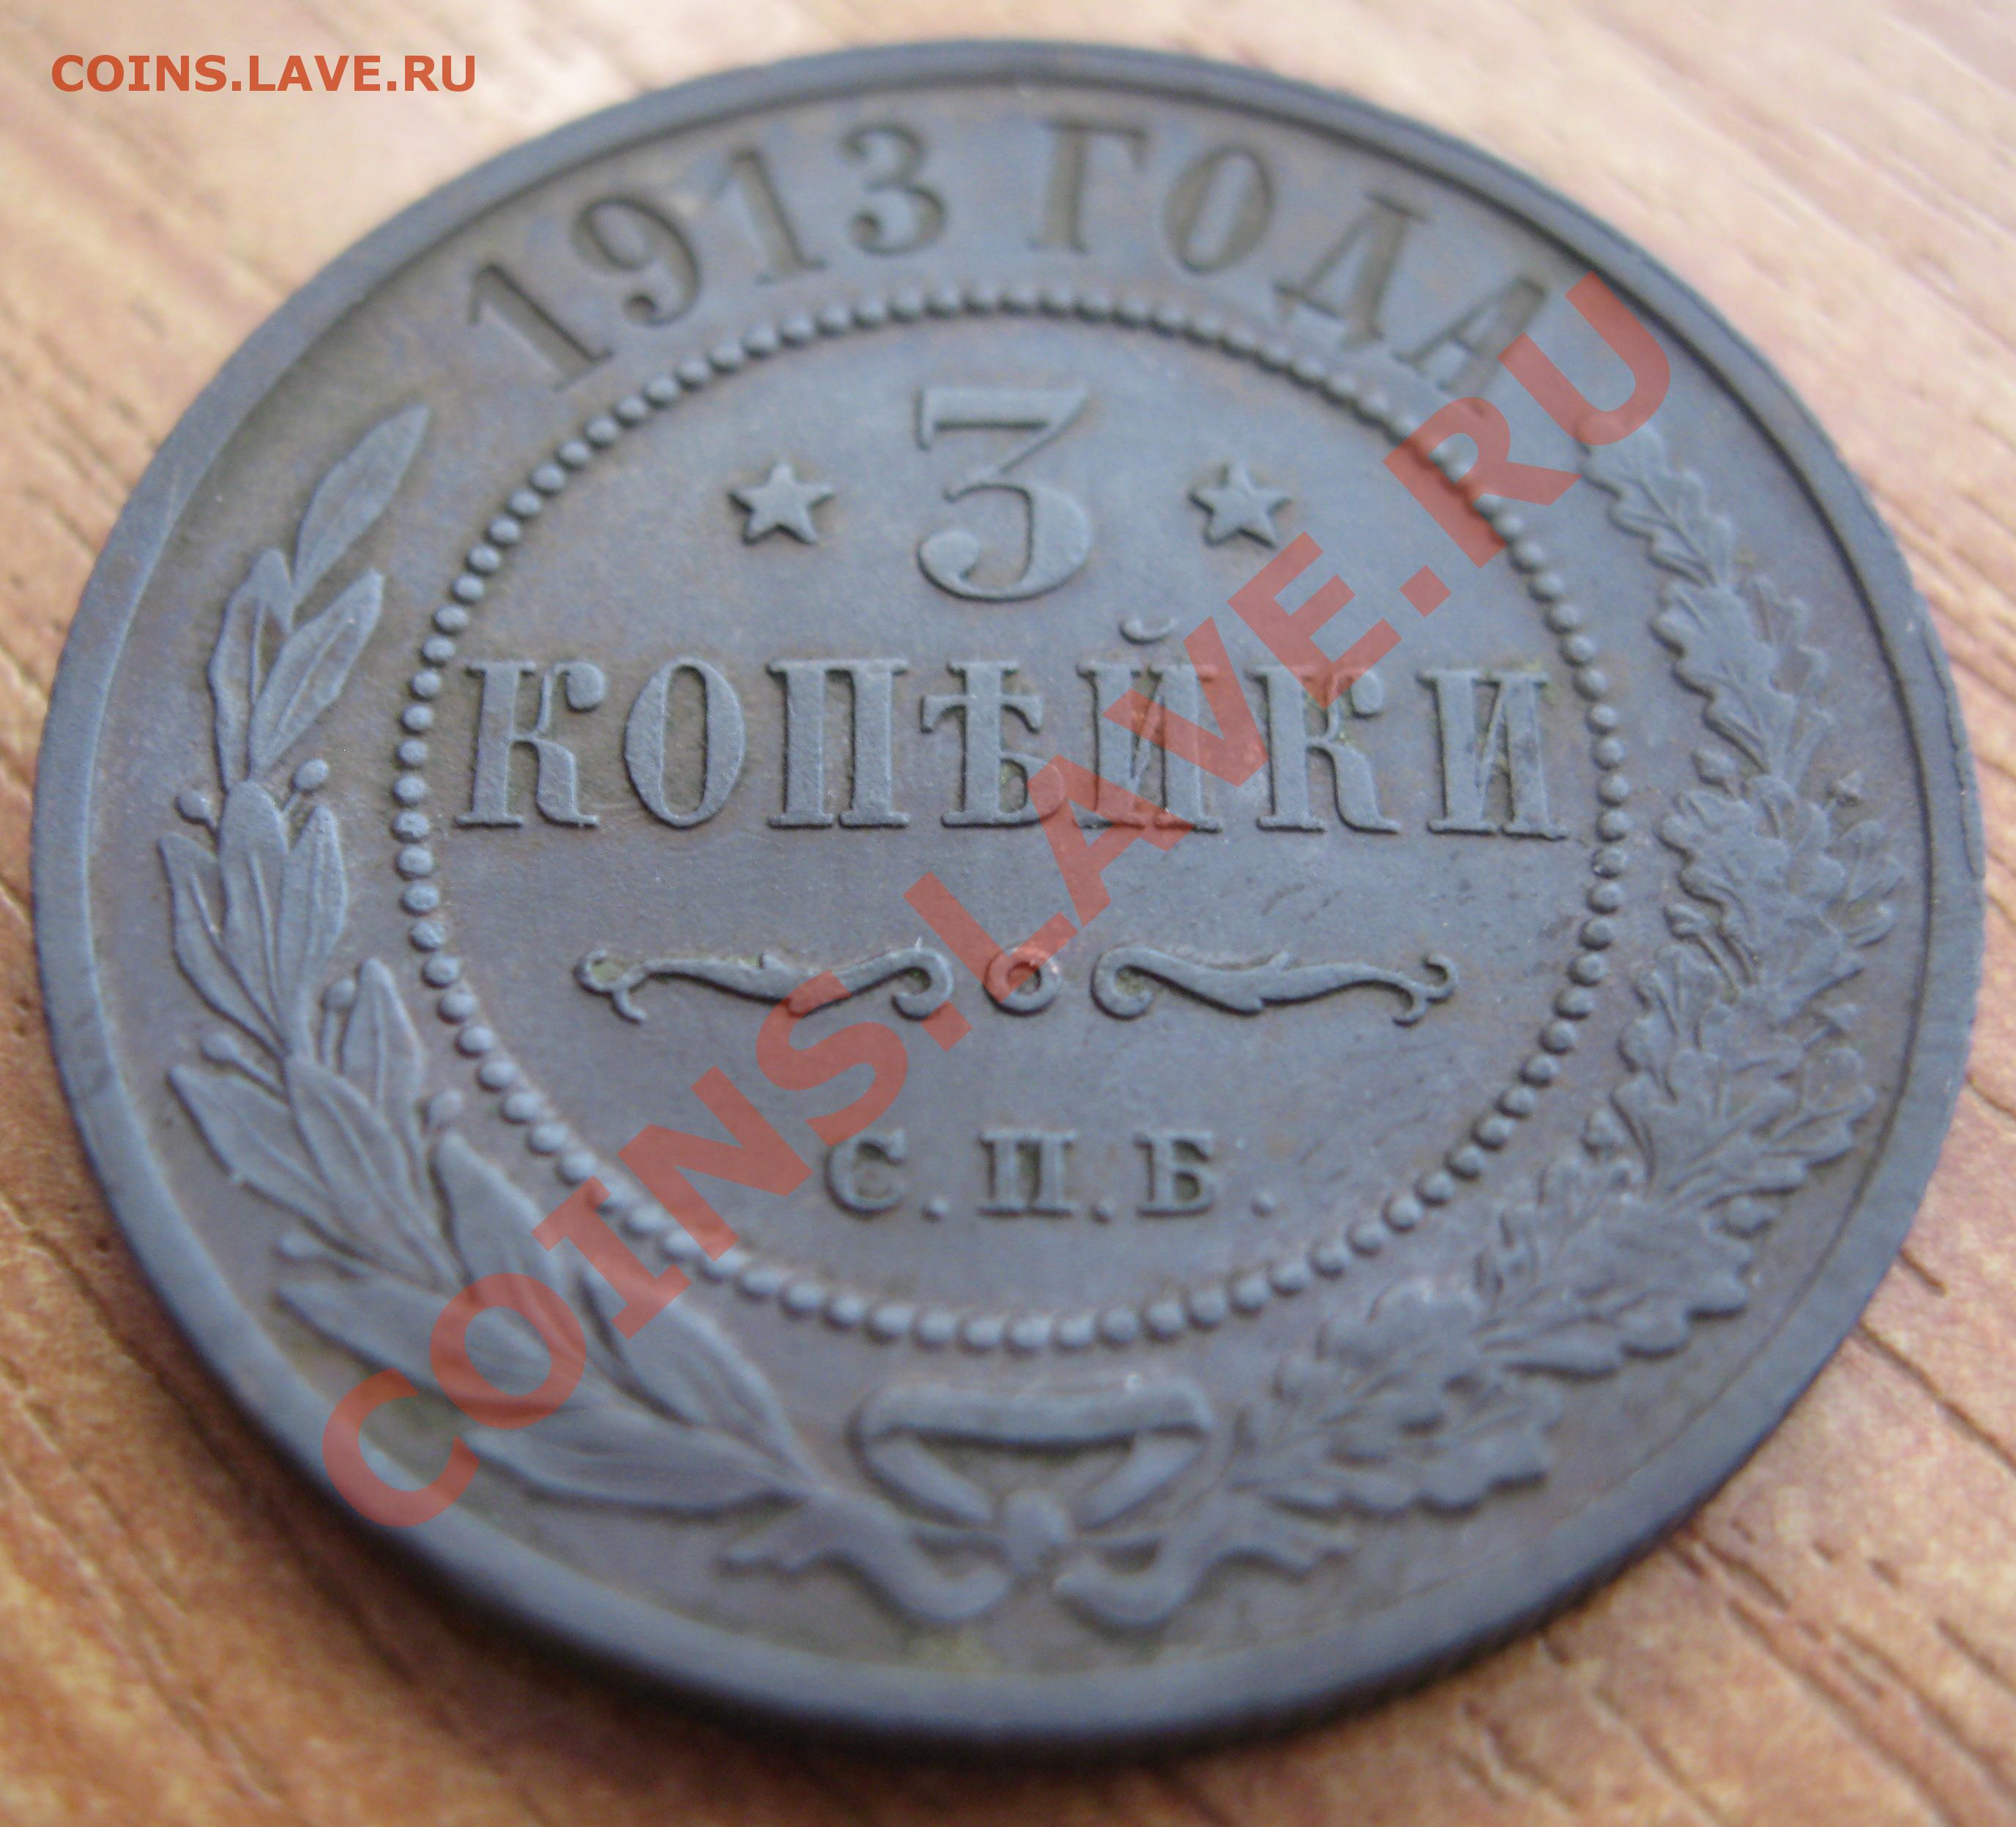 COINS.LAVE.RU
1913 ГОДА
3
КОПѢЙКИ
С.П.Б.
COINS.LAVE.RU